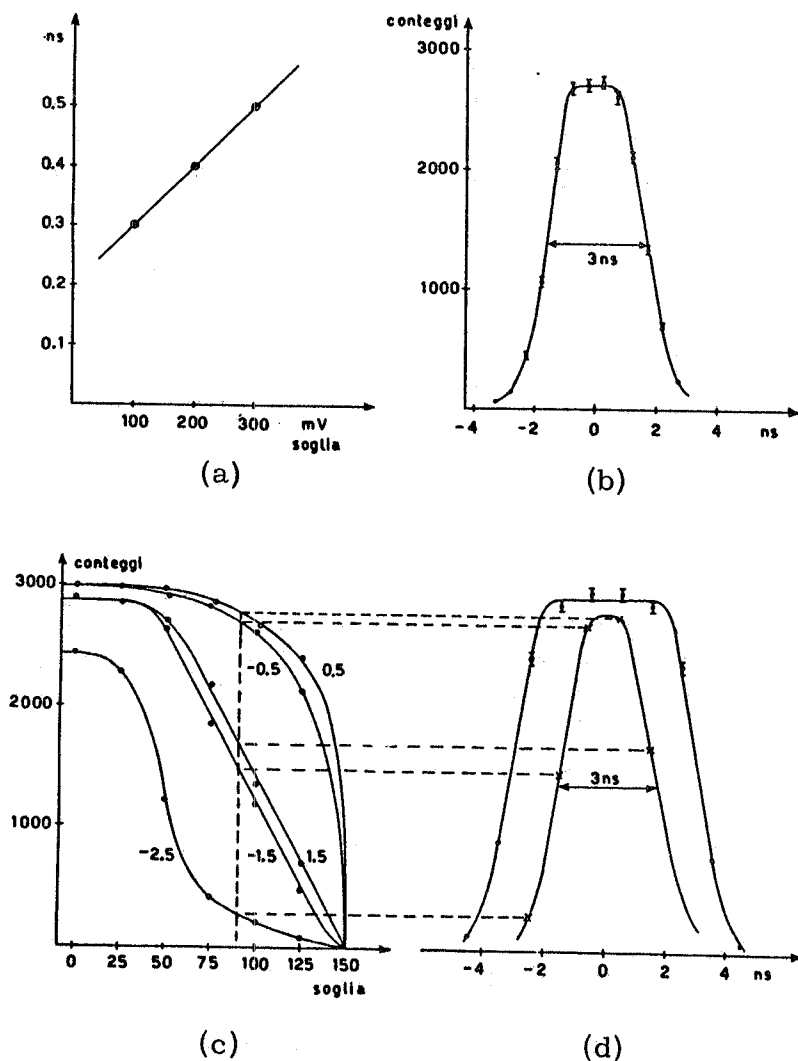 ns
0.5
0.4
0.3
0.2
0.1
100 200 300 mV
soglia
(a)
conteggi
3000
2000
1000
3ns
-4 -2 0 2 4 ns
(b)
conteggi
3000
2000
1000
-0.5 0.5
-2.5 -1.5 1.5
0 25 50 75 100 125 150
soglia
(c)
3ns
-4 -2 0 2 4 ns
(d)